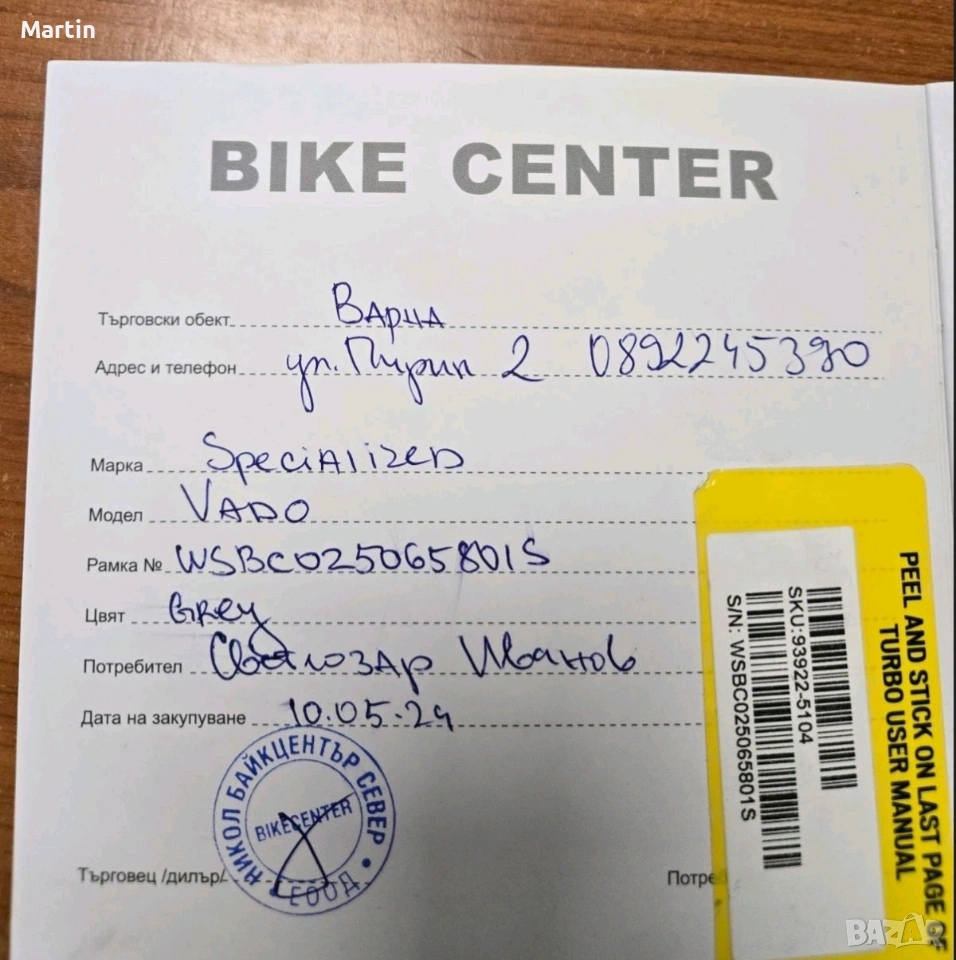 Martin
BIKE CENTER
Търговски обект Варна
Адрес и телефон ул. Пирин 2 0892245390
Марка Specialized
Модел VADO
Рамка № WSBC025065801S
Цвят Grey
Потребител Светлозар Иванов
Дата на закупуване 10.05.24
НИКОЛ БАЙКЦЕНТЪР СЕВЕР
BIKECENTER
ЕООД
Търговец /дилър/
Потреб
SKU:93922-5104
S/N: WSBC025065801S
PEEL AND STICK ON LAST PAGE OF
TURBO USER MANUAL
BAZAR